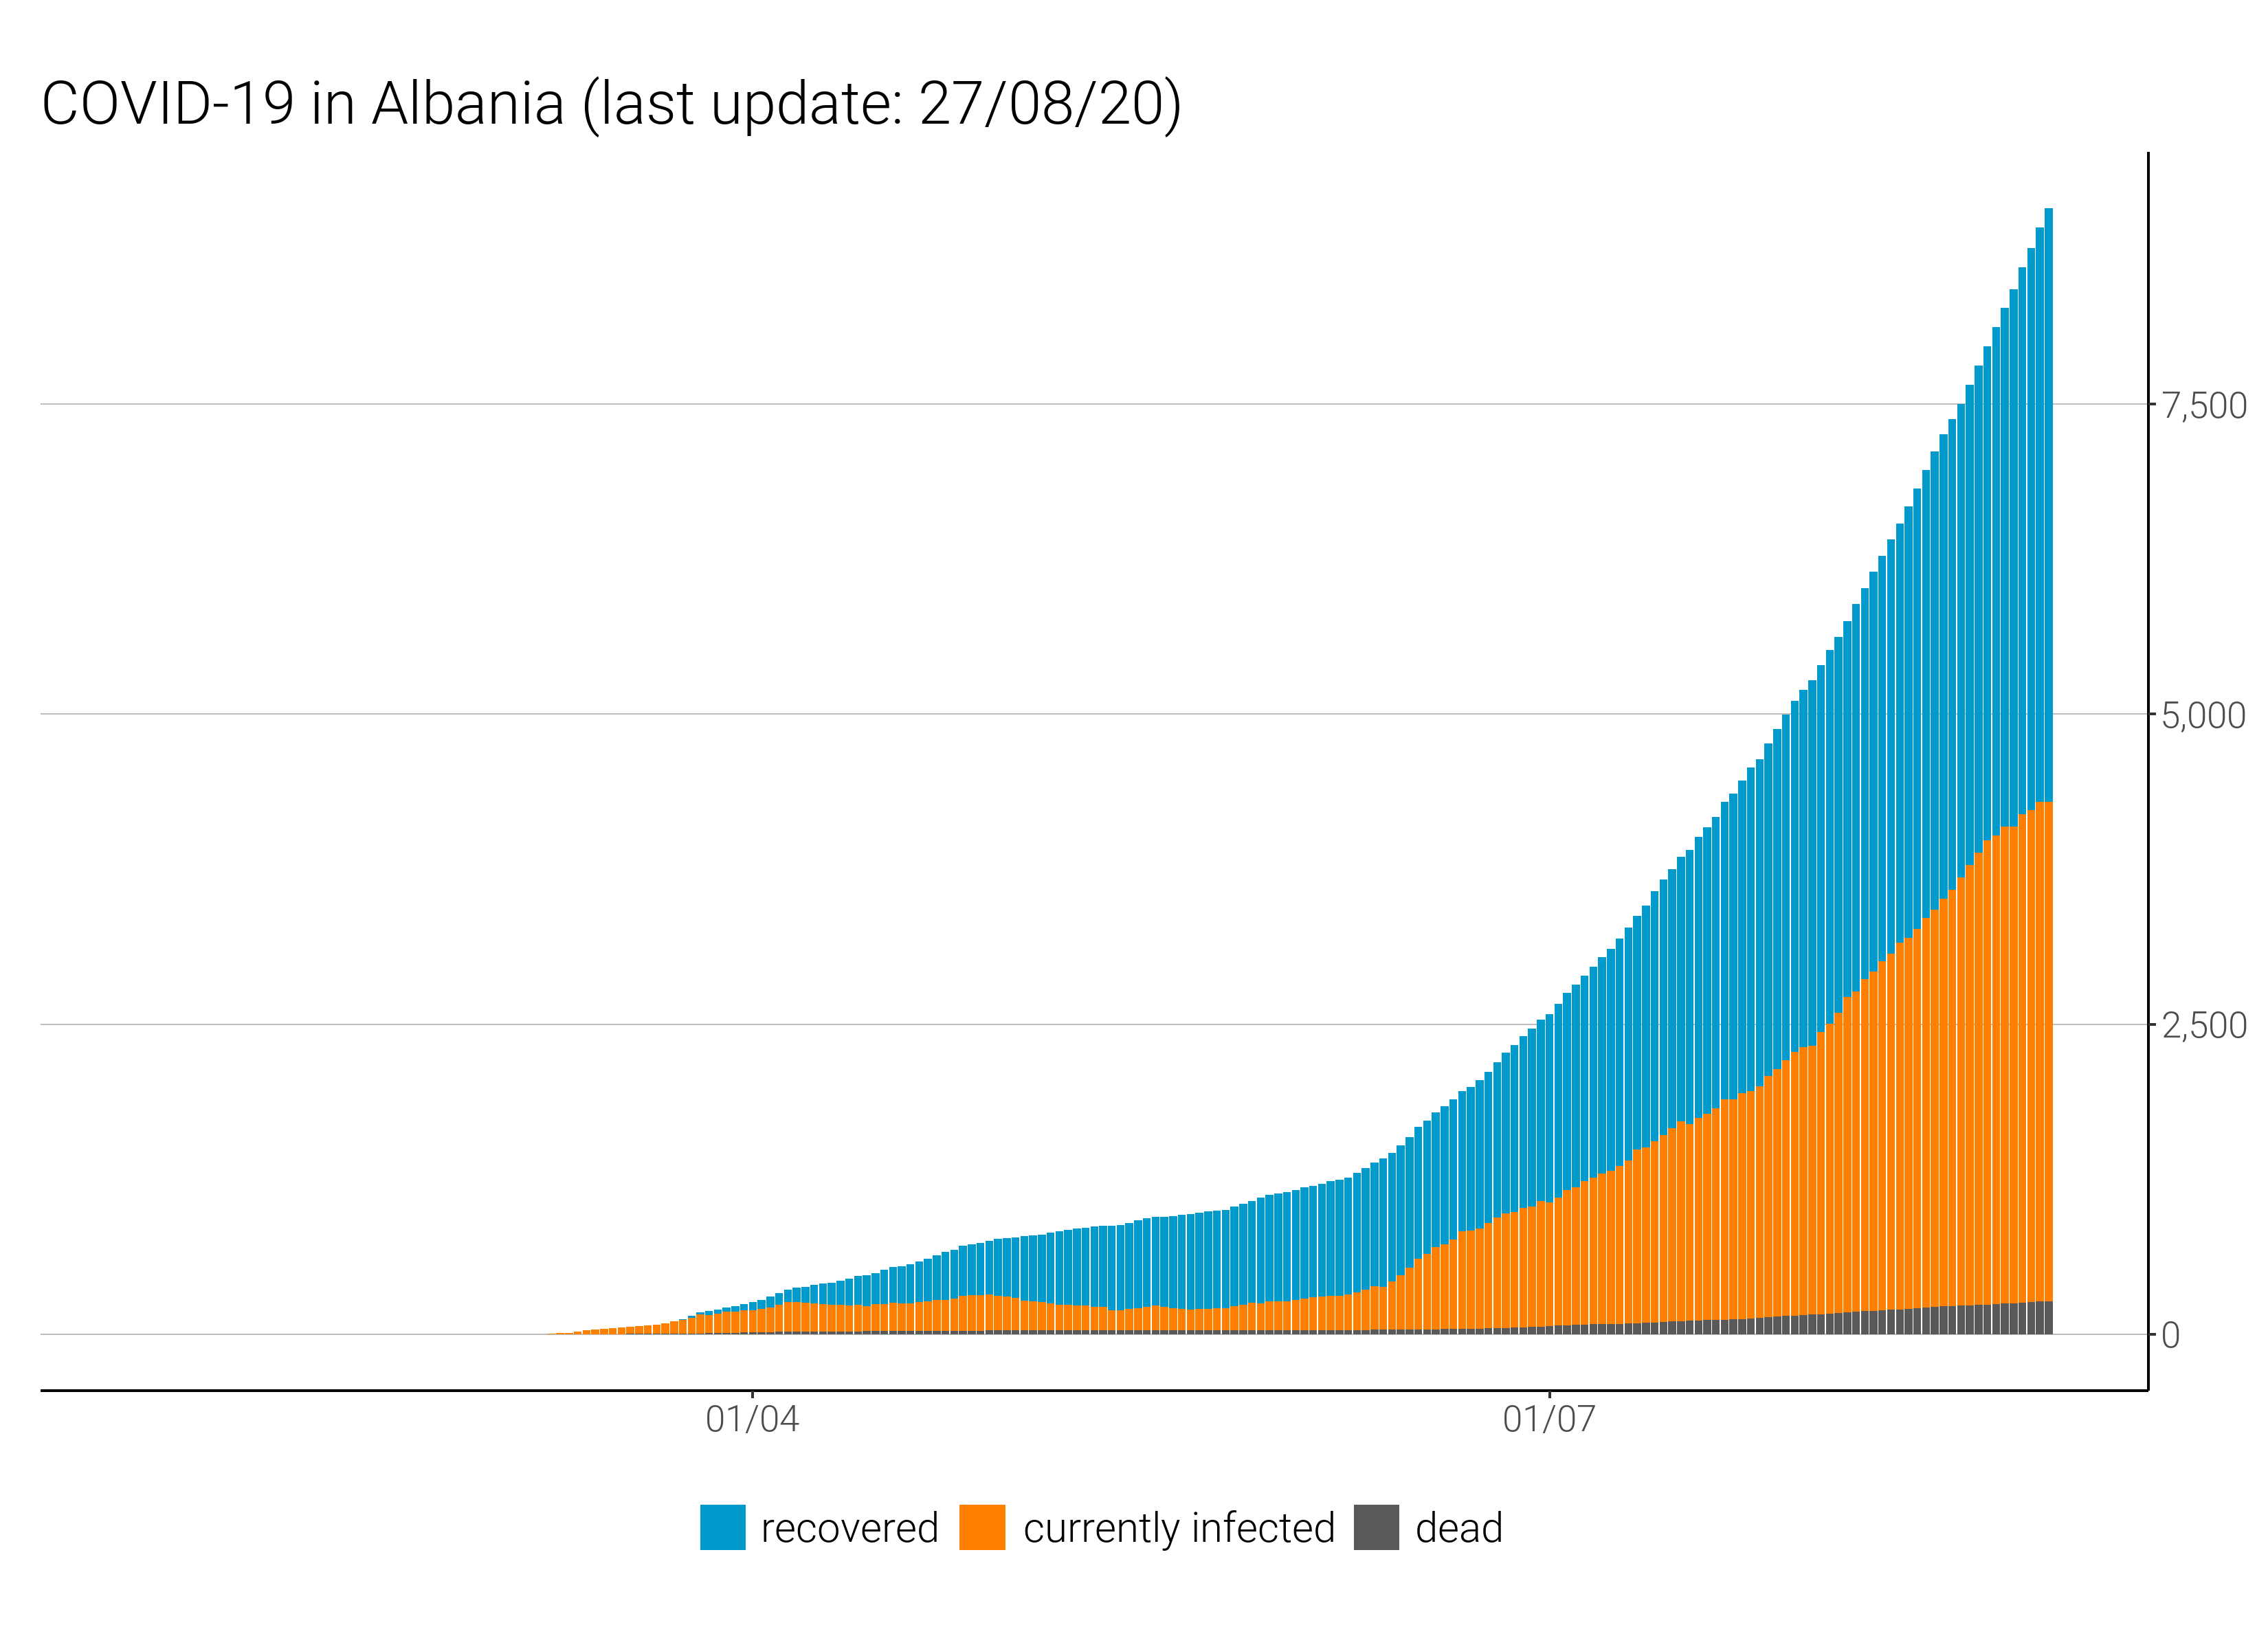 COVID-19 in Albania (last update: 27/08/20)
7,500
5,000
2,500
0
01/04 01/07
recovered currently infected dead